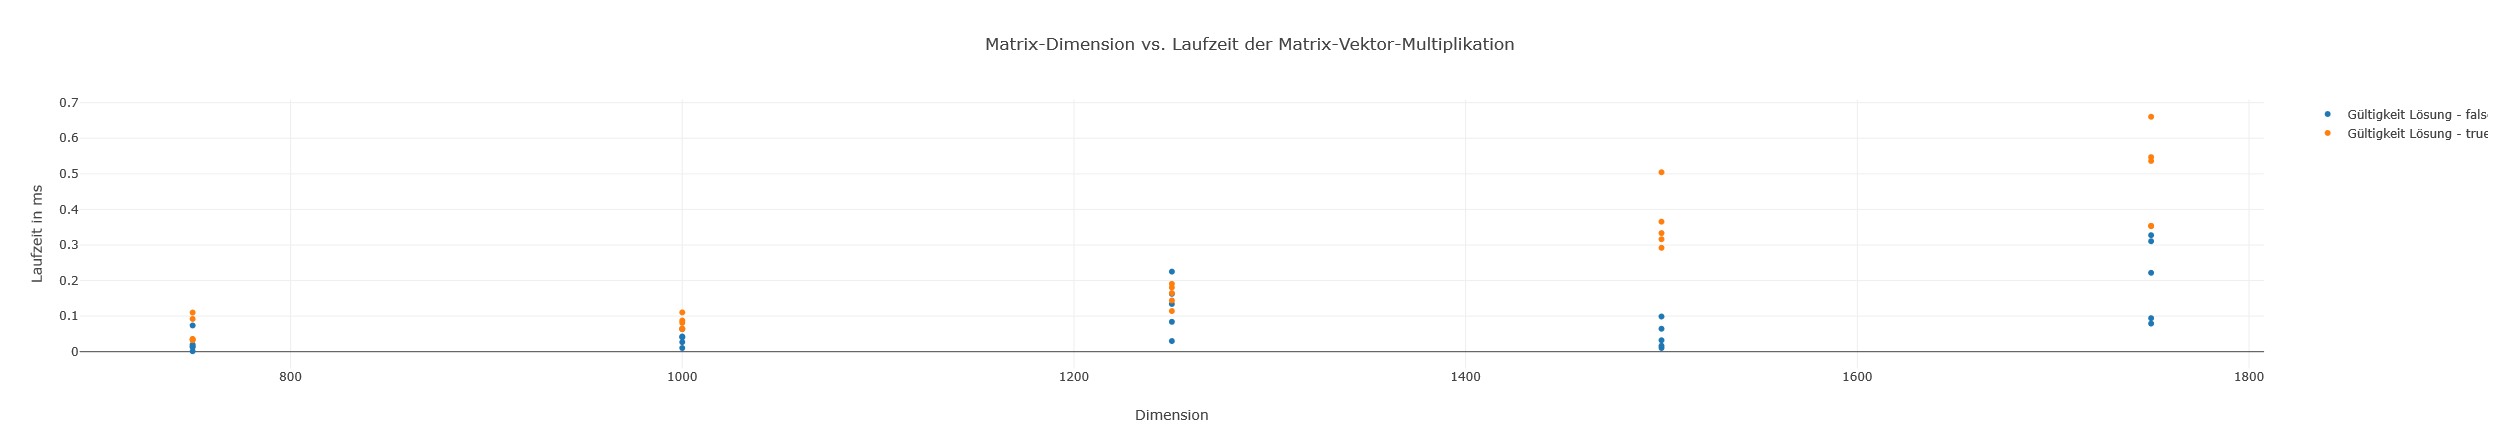 Matrix-Dimension vs. Laufzeit der Matrix-Vektor-Multiplikation
0.7
0.6
0.5
0.4
0.3
0.2
0.1
0
Laufzeit in ms
800
1000
1200
1400
1600
1800
Dimension
Gültigkeit Lösung - fals
Gültigkeit Lösung - true